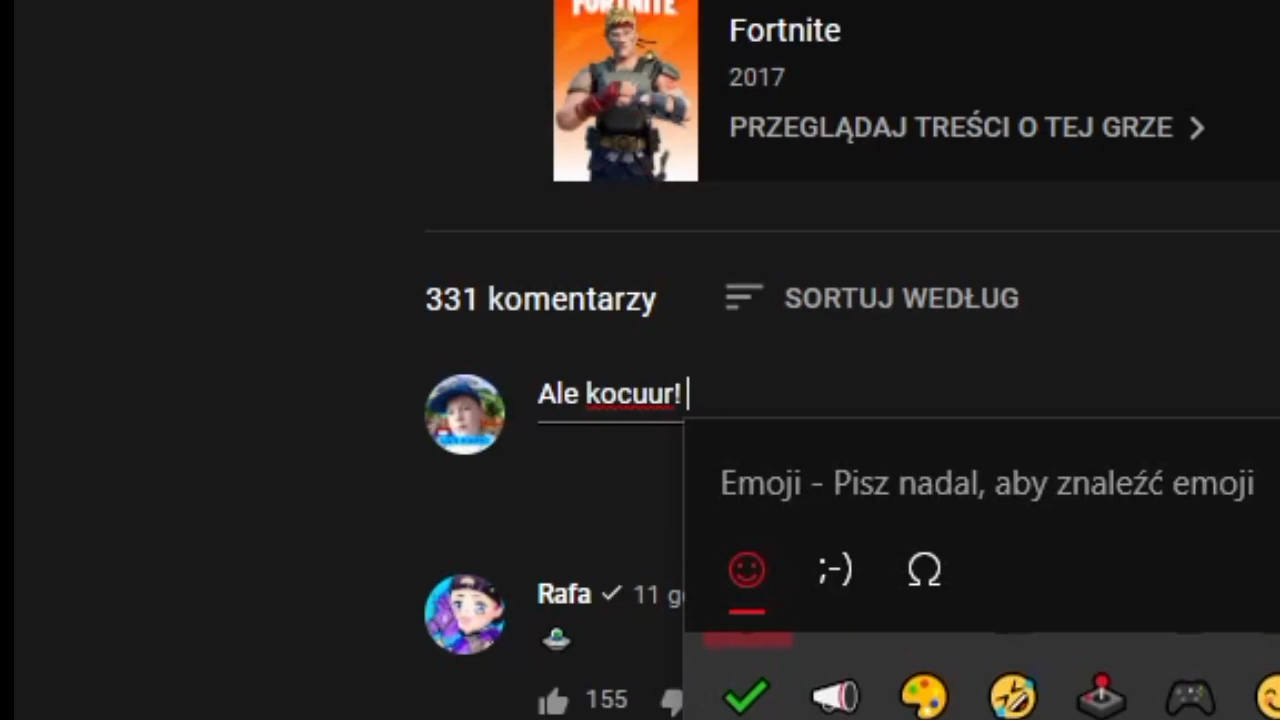 FORTNITE
Fortnite
2017
PRZEGLĄDAJ TREŚCI O TEJ GRZE
331 komentarzy
SORTUJ WEDŁUG
Ale kocuur!
Emoji - Pisz nadal, aby znaleźć emoji
;-) Ω
Rafa 11
155